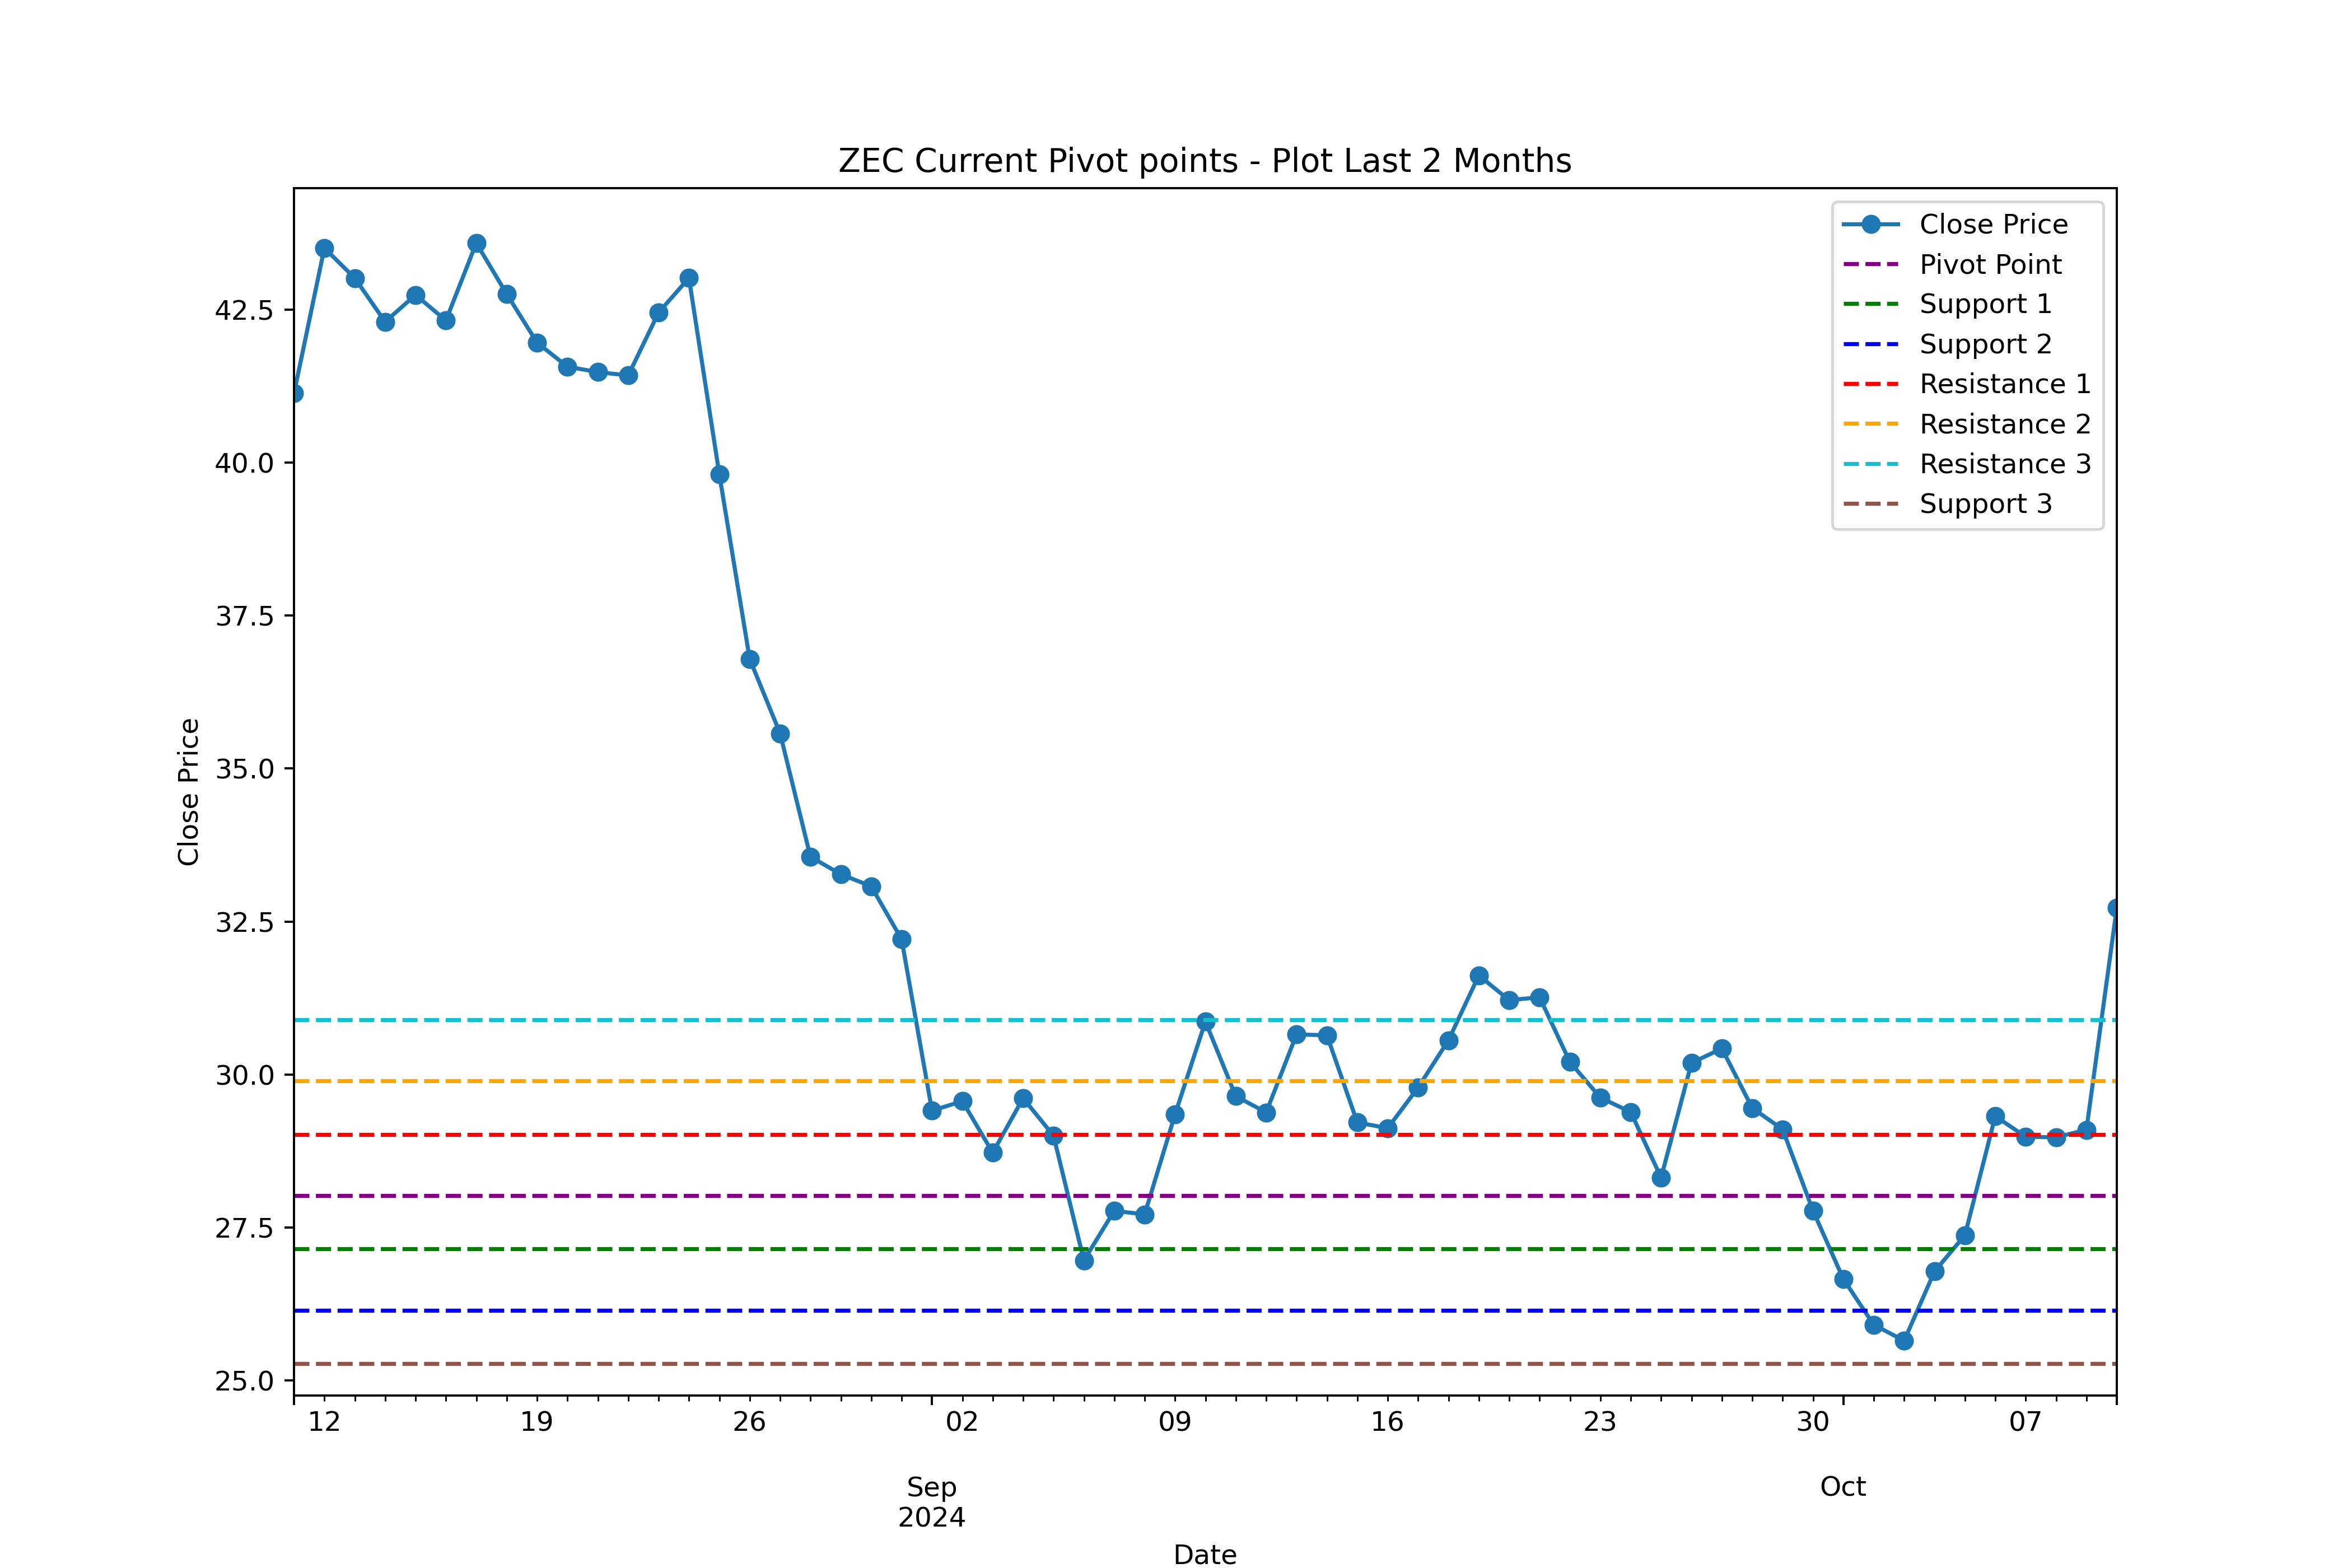 ZEC Current Pivot points - Plot Last 2 Months
Close Price
Pivot Point
Support 1
Support 2
Resistance 1
Resistance 2
Resistance 3
Support 3
Close Price
42.5
40.0
37.5
35.0
32.5
30.0
27.5
25.0
12 19 26 02 09 16 23 30 07
Sep Oct
2024
Date